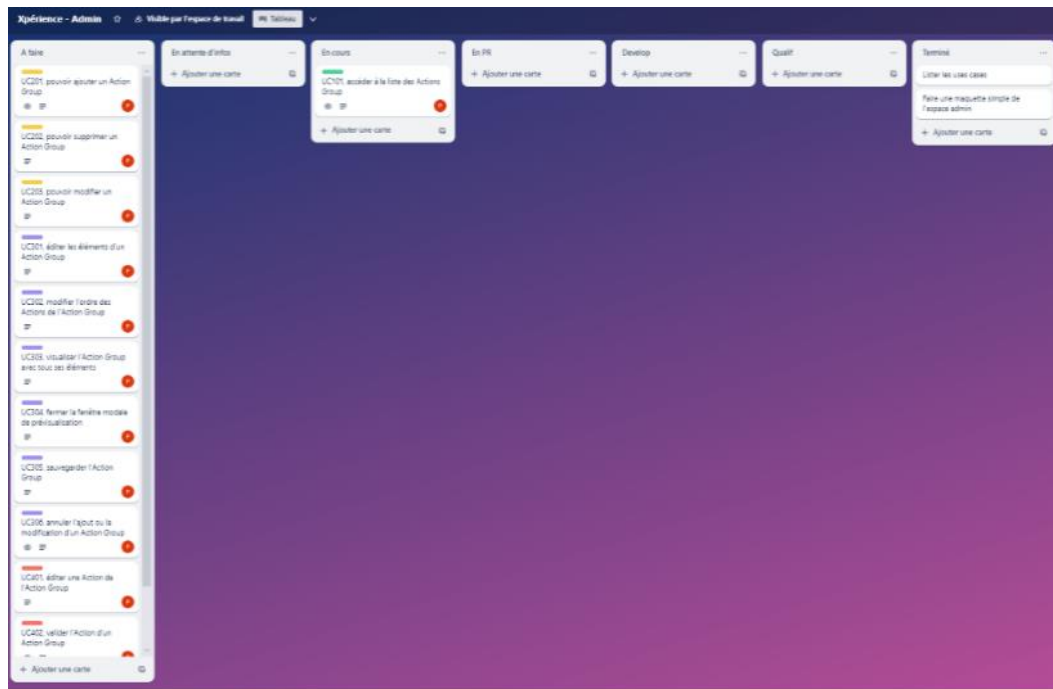 Xpérience - Admin
Visible par l'espace de travail
Tableau
A faire
UC201, pouvoir ajouter un Action
Group
UC202, pouvoir supprimer un
Action Group
UC203, pouvoir modifier un
Action Group
UC301, éditer les éléments d'un
Action Group
UC302, modifier l'ordre des
Actions de l'Action Group
UC303, visualiser l'Action Group
avec tous ses éléments
UC304, fermer la fenêtre modale
de prévisualisation
UC305, sauvegarder l'Action
Group
UC306, annuler l'ajout ou la
modification d'un Action Group
UC401, éditer une Action de
l'Action Group
UC402, valider l'Action d'un
Action Group
+ Ajouter une carte
En attente d'infos
+ Ajouter une carte
En cours
UC101, accéder à la liste des Actions
Group
+ Ajouter une carte
En PR
+ Ajouter une carte
Develop
+ Ajouter une carte
Qualif
+ Ajouter une carte
Terminé
Lister les uses cases
Faire une maquette simple de
l'espace admin
+ Ajouter une carte